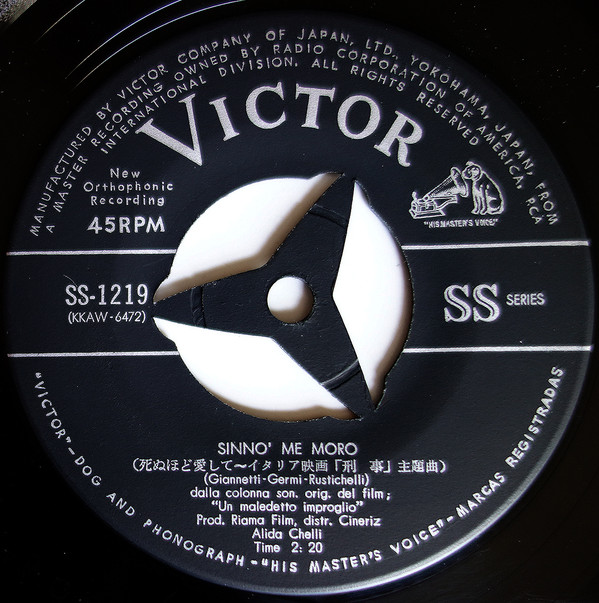 MANUFACTURED BY VICTOR COMPANY OF JAPAN, LTD. YOKOHAMA, JAPAN, FROM
A MASTER RECORDING OWNED BY RADIO CORPORATION OF AMERICA, RCA
INTERNATIONAL DIVISION. ALL RIGHTS RESERVED
VICTOR
New
Orthophonic
Recording
45RPM
"HIS MASTER'S VOICE"
SS-1219
(KKAW-6472)
SS SERIES
SINNO' ME MORO
(死ぬほど愛して〜イタリア映画「刑 事」主題曲)
(Giannetti-Germi-Rustichelli)
dalla colonna son. orig. del film;
"Un maledetto improglio"
Prod. Riama Film, distr. Cineriz
Alida Chelli
Time 2: 20
"VICTOR"-DOG AND PHONOGRAPH-"HIS MASTER'S VOICE"-MARCAS REGISTRADAS